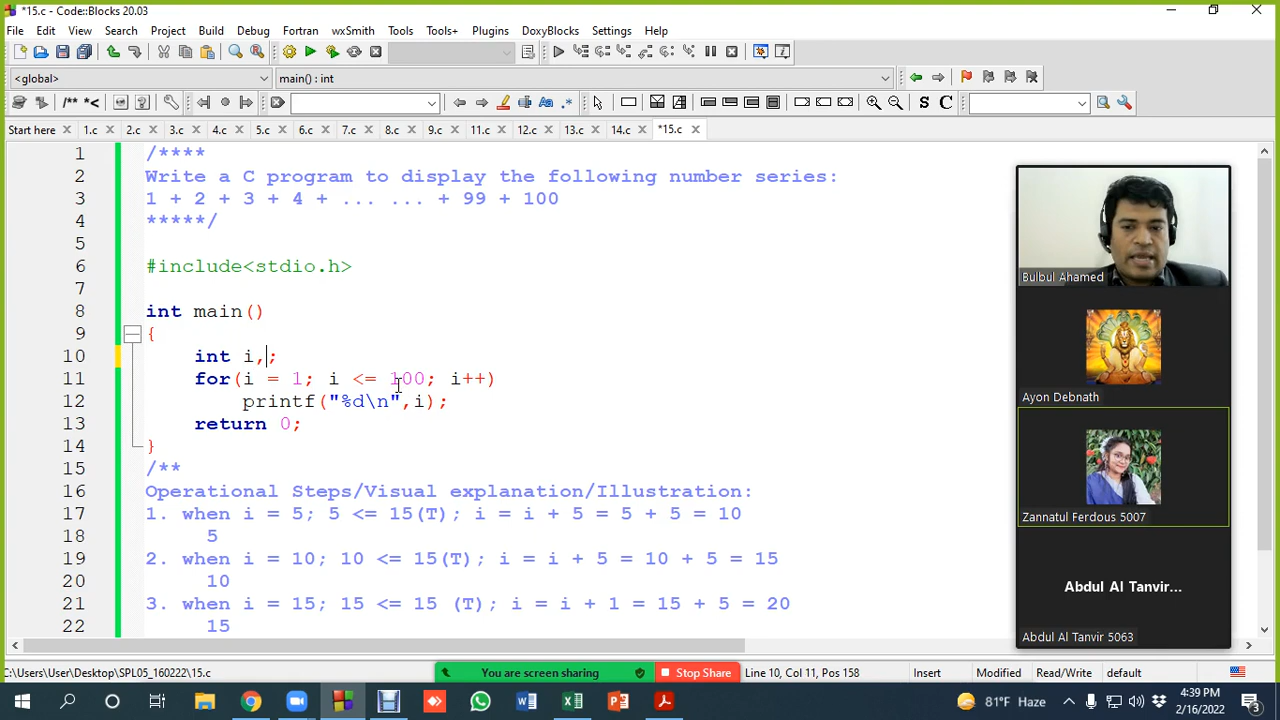 *15.c - Code::Blocks 20.03
File Edit View Search Project Build Debug Fortran wxSmith Tools Tools+ Plugins DoxyBlocks Settings Help
<global> main() : int
/** *<
S C
Start here 1.c 2.c 3.c 4.c 5.c 6.c 7.c 8.c 9.c 11.c 12.c 13.c 14.c *15.c
1 /****
2 Write a C program to display the following number series:
3 1 + 2 + 3 + 4 + ... ... + 99 + 100
4 *****/
5
6 #include<stdio.h>
7
8 int main()
9 {
10 int i,;
11 for(i = 1; i <= 100; i++)
12 printf("%d\n",i);
13 return 0;
14 }
15 /**
16 Operational Steps/Visual explanation/Illustration:
17 1. when i = 5; 5 <= 15(T); i = i + 5 = 5 + 5 = 10
18 5
19 2. when i = 10; 10 <= 15(T); i = i + 5 = 10 + 5 = 15
20 10
21 3. when i = 15; 15 <= 15 (T); i = i + 1 = 15 + 5 = 20
22 15
Bulbul Ahamed
Ayon Debnath
Zannatul Ferdous 5007
Abdul Al Tanvir...
Abdul Al Tanvir 5063
C:\Users\User\Desktop\SPL05_160222\15.c You are screen sharing Stop Share Line 10, Col 11, Pos 158 Insert Modified Read/Write default
81°F Haze
4:39 PM
2/16/2022
3